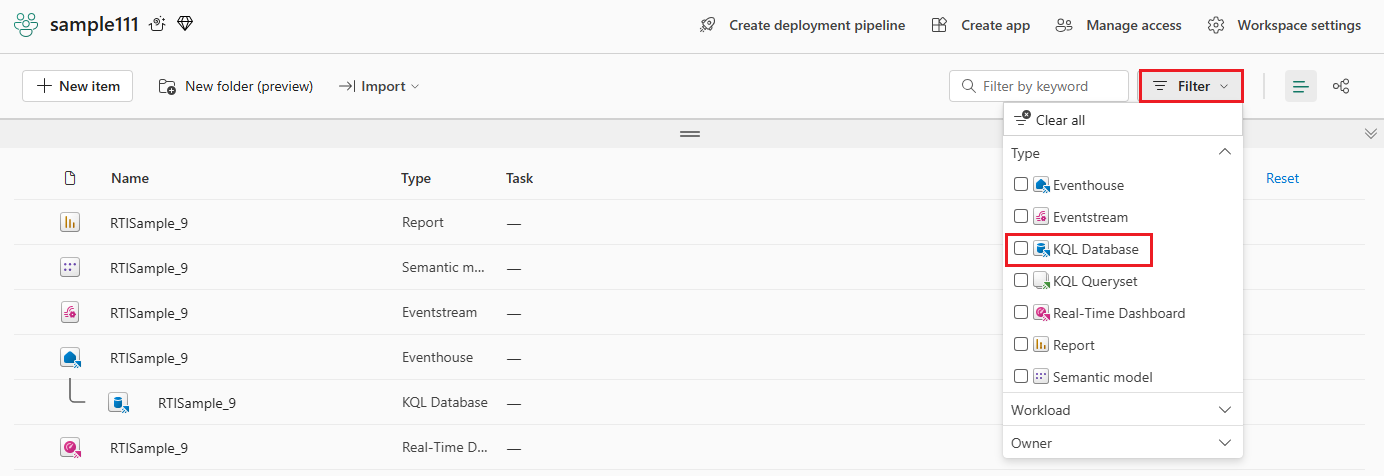 sample111
Create deployment pipeline
Create app
Manage access
Workspace settings
New item
New folder (preview)
Import
Filter by keyword
Filter
Clear all
Type
Eventhouse
Eventstream
KQL Database
KQL Queryset
Real-Time Dashboard
Report
Semantic model
Workload
Owner
Reset
Name Type Task
RTISample_9 Report —
RTISample_9 Semantic m... —
RTISample_9 Eventstream —
RTISample_9 Eventhouse —
RTISample_9 KQL Database —
RTISample_9 Real-Time D... —